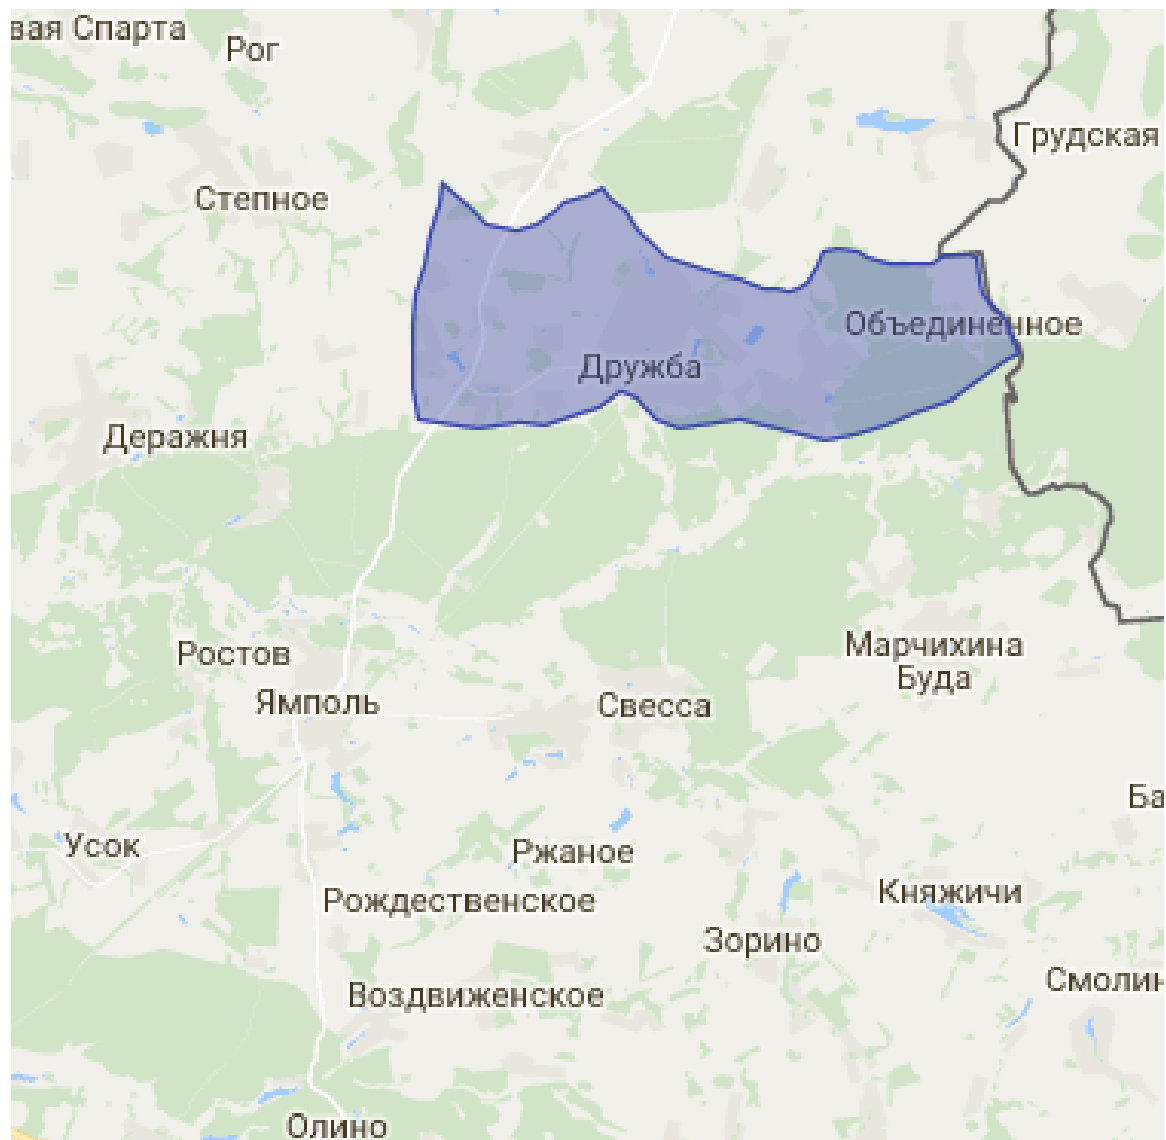 вая Спарта
Рог
Грудская
Степное
Объединенное
Дружба
Деражня
Марчихина
Буда
Ростов
Ямполь
Свесса
Ба
Усок
Ржаное
Рождественское
Княжичи
Зорино
Смолин
Воздвиженское
Олино